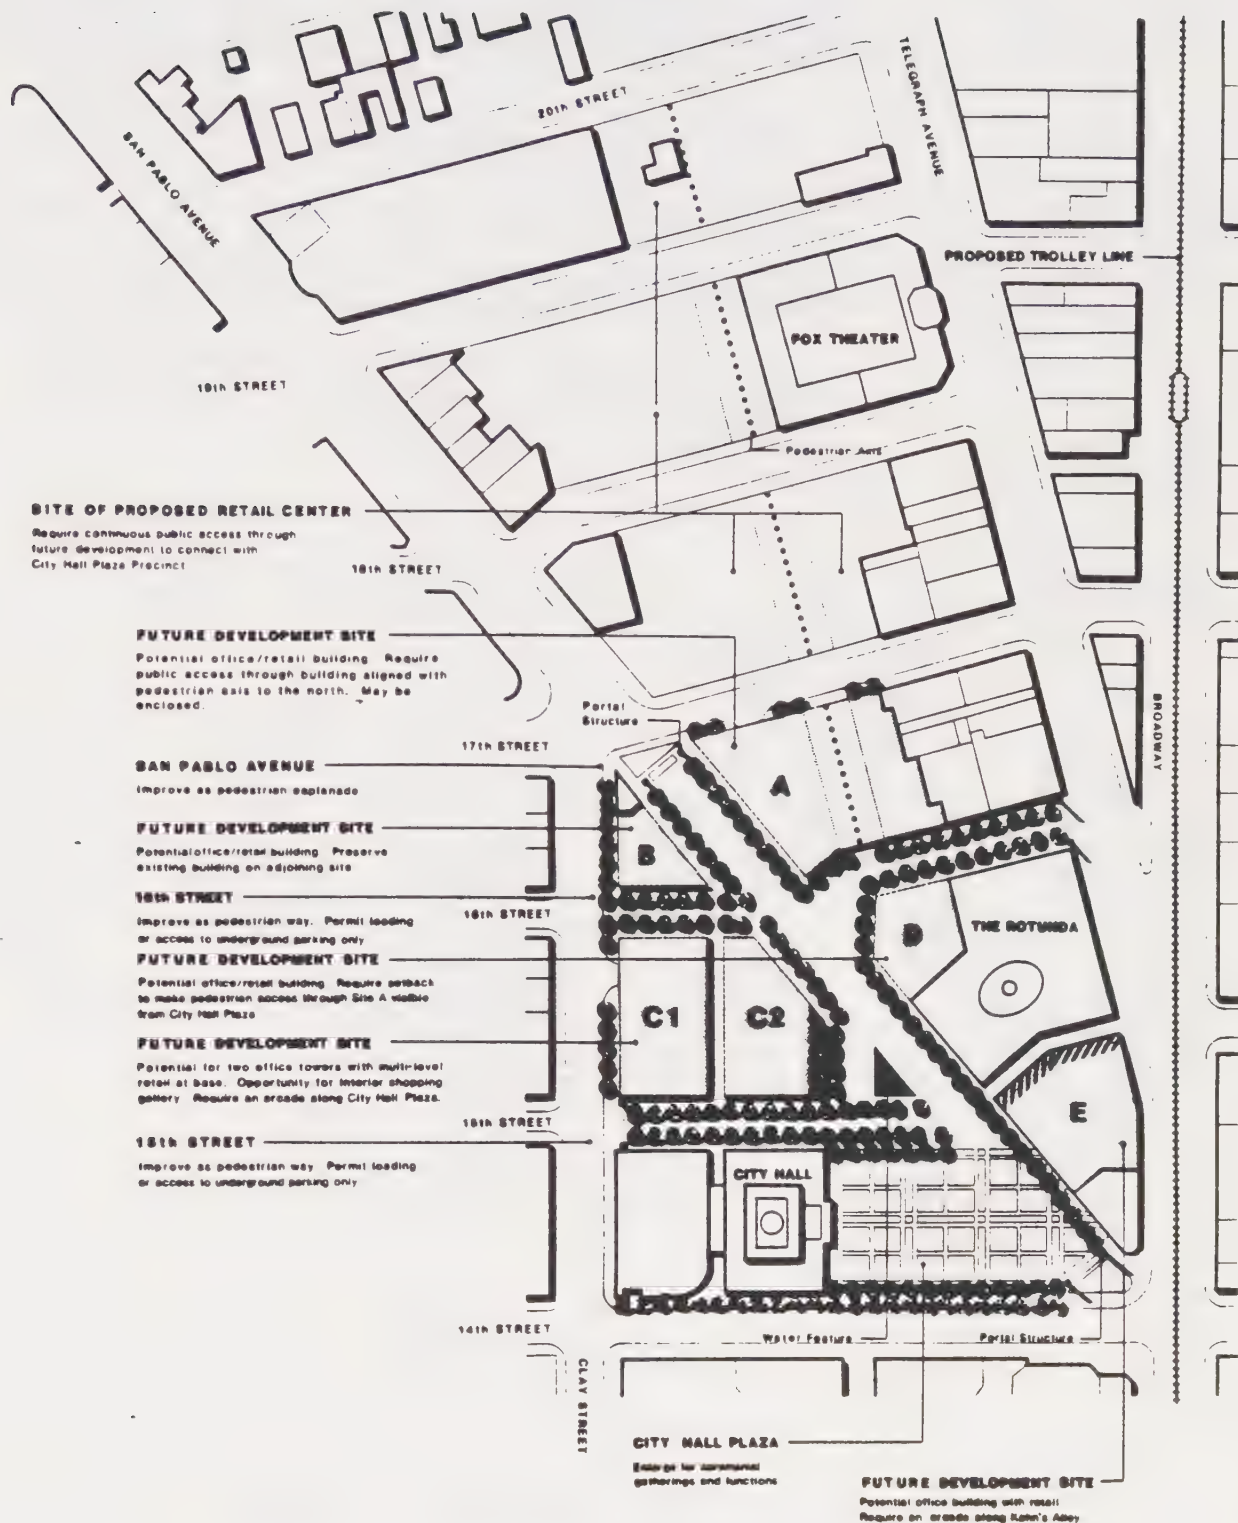 TELEGRAPH AVENUE
20th STREET
SAN PABLO AVENUE
PROPOSED TROLLEY LINE
FOX THEATER
19th STREET
Pedestrian Axis
SITE OF PROPOSED RETAIL CENTER
Require continuous public access through
future development to connect with
City Hall Plaza Precinct
18th STREET
FUTURE DEVELOPMENT SITE
Potential office/retail building. Require
public access through building aligned with
pedestrian axis to the north. May be
enclosed.
Portal
Structure
BROADWAY
17th STREET
SAN PABLO AVENUE
Improve as pedestrian esplanade
A
FUTURE DEVELOPMENT SITE
Potential office/retail building. Preserve
existing building on adjoining site
B
16th STREET
Improve as pedestrian way. Permit loading
or access to underground parking only
16th STREET
D
THE ROTUNDA
FUTURE DEVELOPMENT SITE
Potential office/retail building. Require setback
to make pedestrian access through Site A visible
from City Hall Plaza
C1
C2
FUTURE DEVELOPMENT SITE
Potential for two office towers with multi-level
retail at base. Opportunity for interior shopping
gallery. Require an arcade along City Hall Plaza.
E
15th STREET
15th STREET
Improve as pedestrian way. Permit loading
or access to underground parking only
CITY HALL
14th STREET
Water Feature
Portal Structure
CLAY STREET
CITY HALL PLAZA
Enlarge for ceremonial
gatherings and functions
FUTURE DEVELOPMENT SITE
Potential office building with retail
Require an arcade along Kahn's Alley